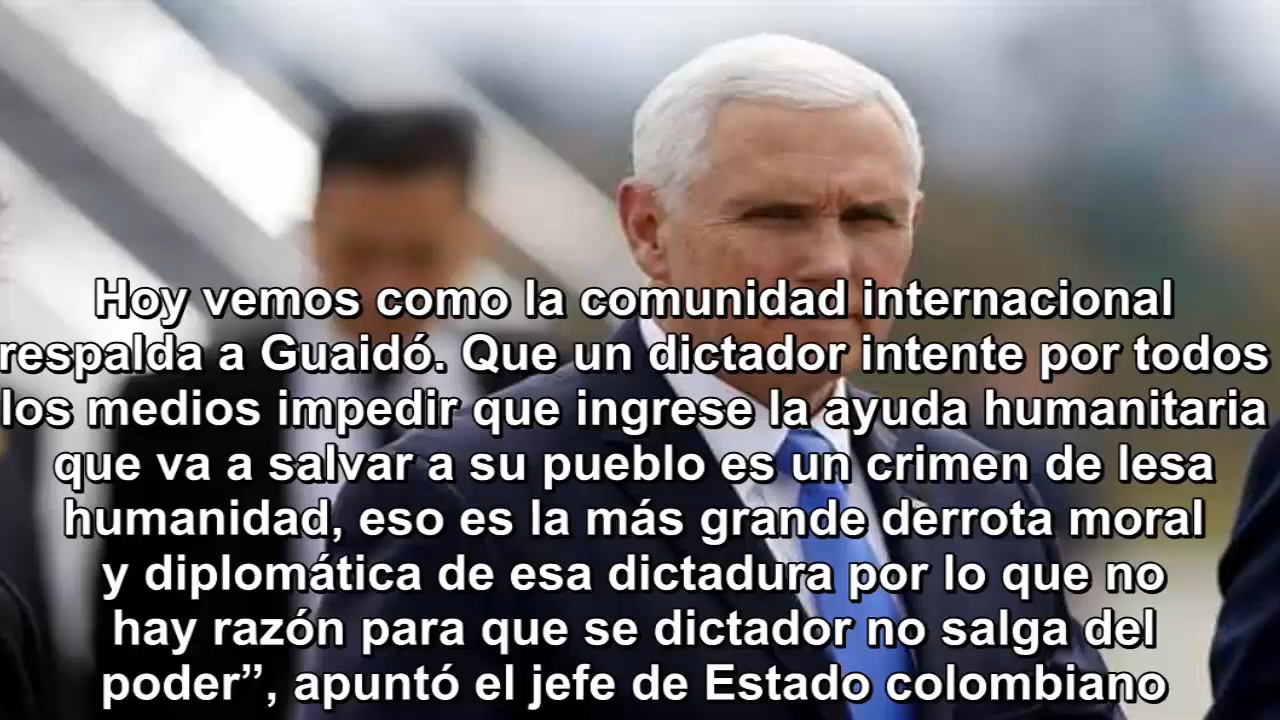 Hoy vemos como la comunidad internacional
respalda a Guaidó. Que un dictador intente por todos
los medios impedir que ingrese la ayuda humanitaria
que va a salvar a su pueblo es un crimen de lesa
humanidad, eso es la más grande derrota moral
y diplomática de esa dictadura por lo que no
hay razón para que se dictador no salga del
poder”, apuntó el jefe de Estado colombiano